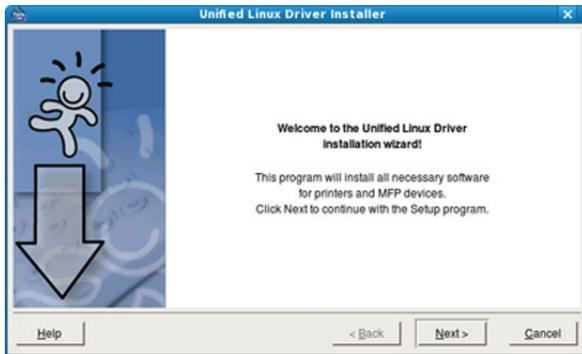 Unified Linux Driver Installer
Welcome to the Unified Linux Driver
installation wizard!
This program will install all necessary software
for printers and MFP devices.
Click Next to continue with the Setup program.
Help
< Back
Next >
Cancel